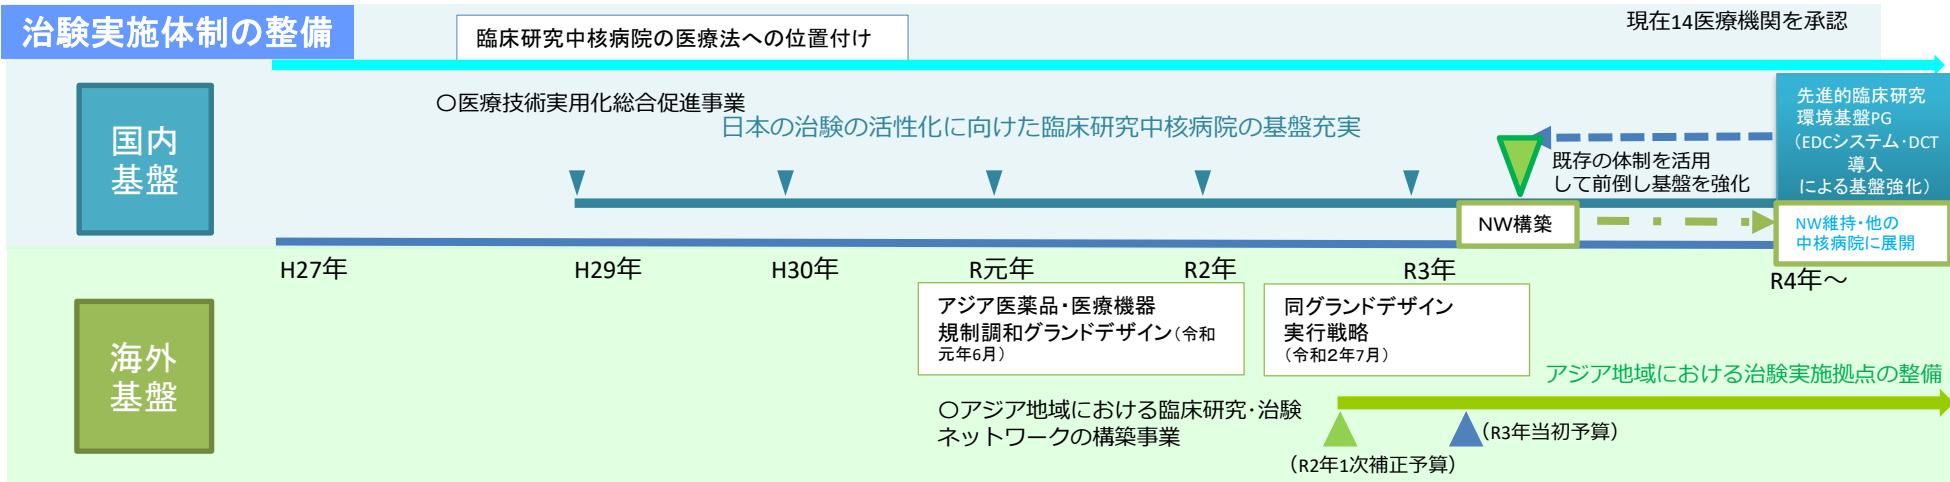 治験実施体制の整備
臨床研究中核病院の医療法への位置付け
現在14医療機関を承認
国内
基盤
〇医療技術実用化総合促進事業
日本の治験の活性化に向けた臨床研究中核病院の基盤充実
既存の体制を活用
して前倒し基盤を強化
先進的臨床研究
環境基盤PG
（EDCシステム・DCT
導入
による基盤強化）
NW構築
NW維持・他の
中核病院に展開
H27年
H29年
H30年
R元年
R2年
R3年
R4年～
海外
基盤
アジア医薬品・医療機器
規制調和グランドデザイン（令和
元年6月）
同グランドデザイン
実行戦略
（令和２年7月）
アジア地域における治験実施拠点の整備
〇アジア地域における臨床研究・治験
ネットワークの構築事業
（R3年当初予算）
（R2年1次補正予算）